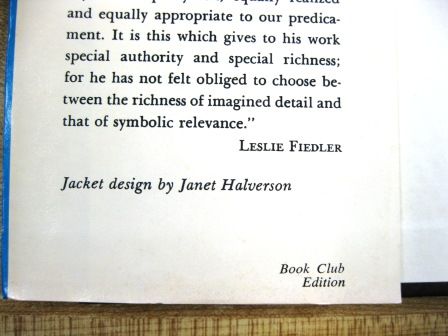 and equally appropriate to our predica-
ment. It is this which gives to his work
special authority and special richness;
for he has not felt obliged to choose be-
tween the richness of imagined detail and
that of symbolic relevance."
LESLIE FIEDLER
Jacket design by Janet Halverson
Book Club
Edition